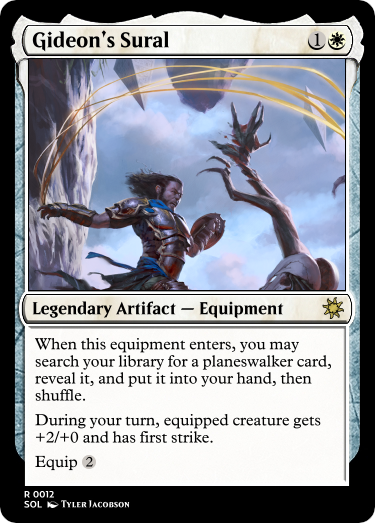 Gideon's Sural 1
Legendary Artifact — Equipment
When this equipment enters, you may
search your library for a planeswalker card,
reveal it, and put it into your hand, then
shuffle.
During your turn, equipped creature gets
+2/+0 and has first strike.
Equip 2
R 0012
SOL Tyler Jacobson